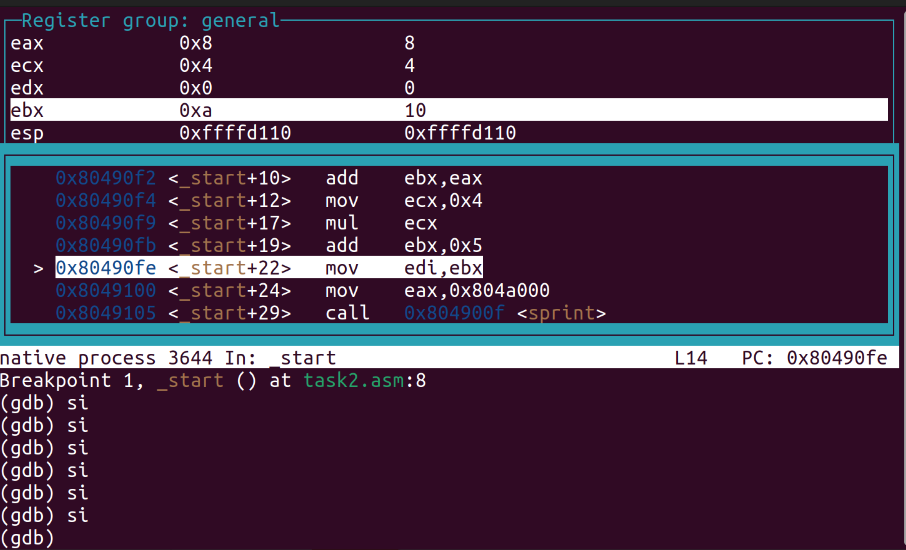 Register group: general
eax 0x8 8
ecx 0x4 4
edx 0x0 0
ebx 0xa 10
esp 0xffffd110 0xffffd110
0x80490f2 <_start+10> add ebx,eax
0x80490f4 <_start+12> mov ecx,0x4
0x80490f9 <_start+17> mul ecx
0x80490fb <_start+19> add ebx,0x5
> 0x80490fe <_start+22> mov edi,ebx
0x8049100 <_start+24> mov eax,0x804a000
0x8049105 <_start+29> call 0x804900f <sprint>
native process 3644 In: _start L14 PC: 0x80490fe
Breakpoint 1, _start () at task2.asm:8
(gdb) si
(gdb) si
(gdb) si
(gdb) si
(gdb) si
(gdb) si
(gdb)